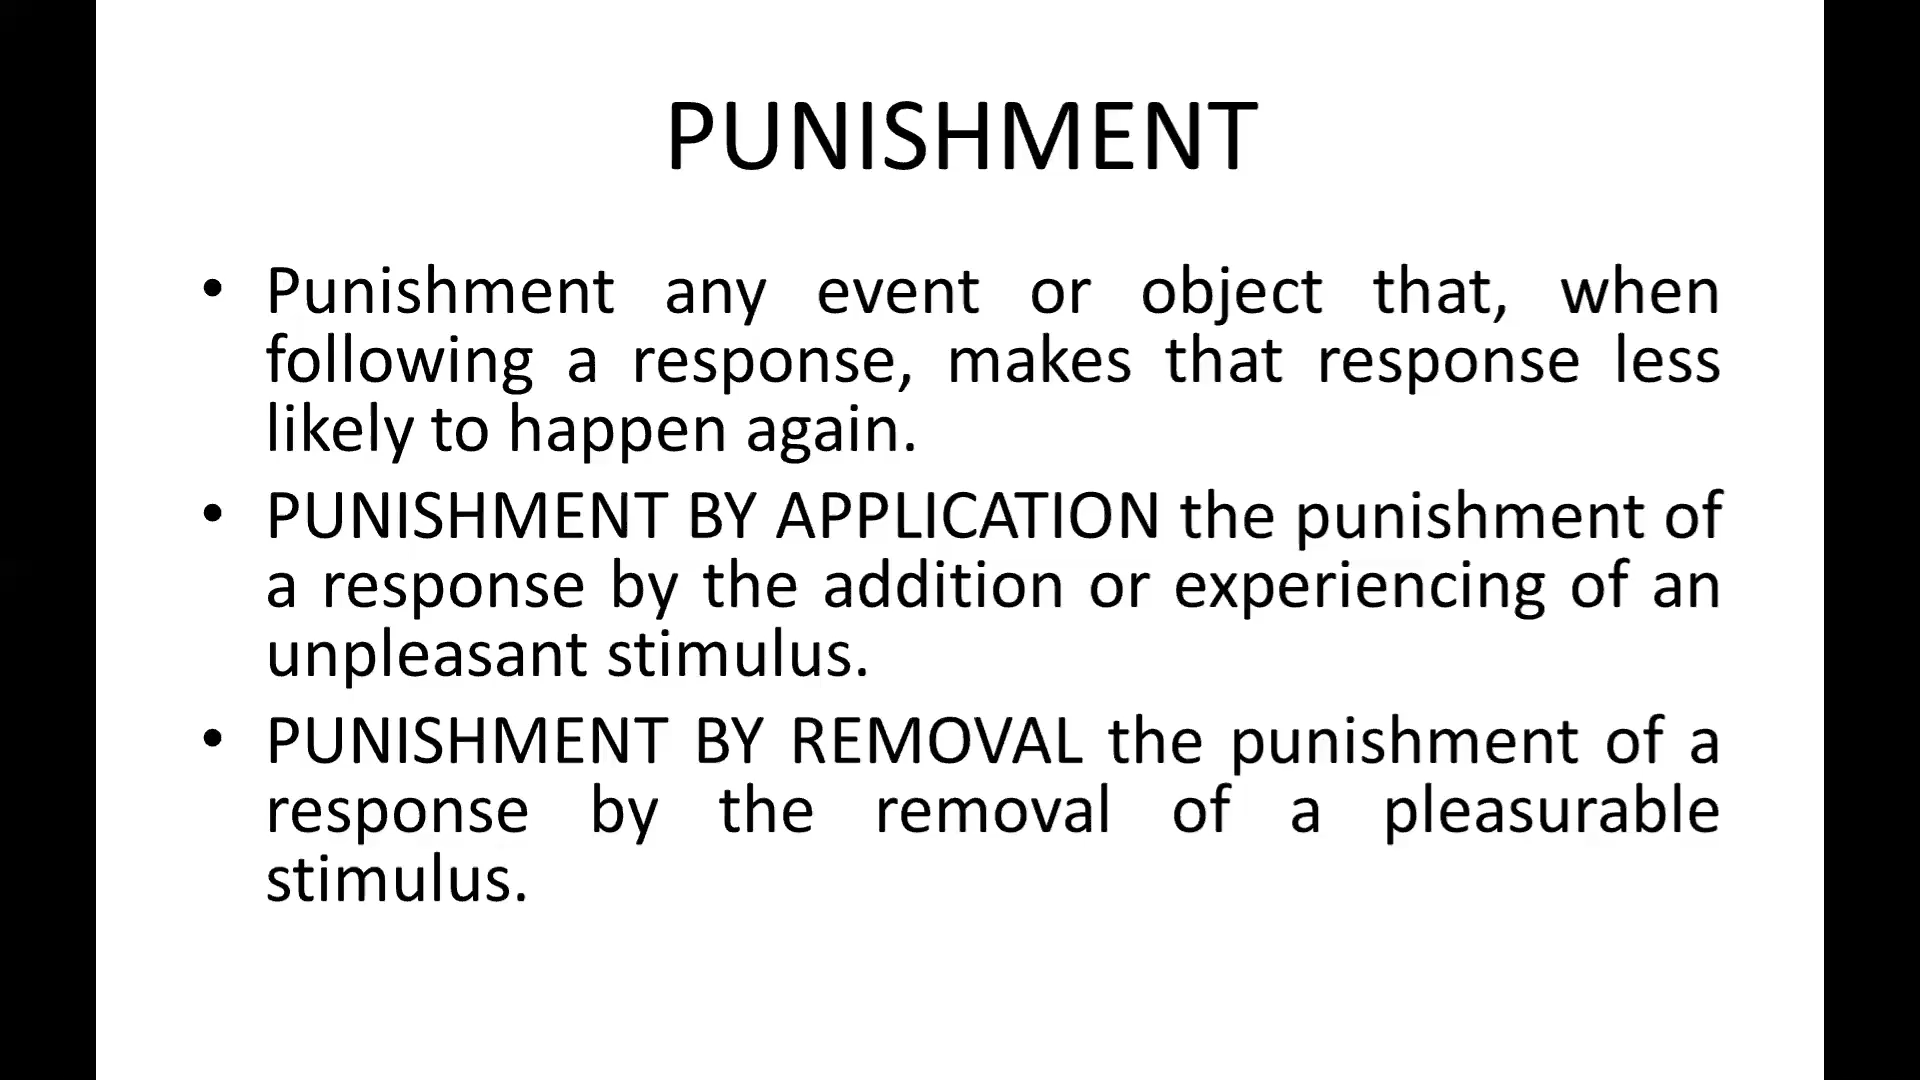 PUNISHMENT
• Punishment any event or object that, when
following a response, makes that response less
likely to happen again.
• PUNISHMENT BY APPLICATION the punishment of
a response by the addition or experiencing of an
unpleasant stimulus.
• PUNISHMENT BY REMOVAL the punishment of a
response by the removal of a pleasurable
stimulus.